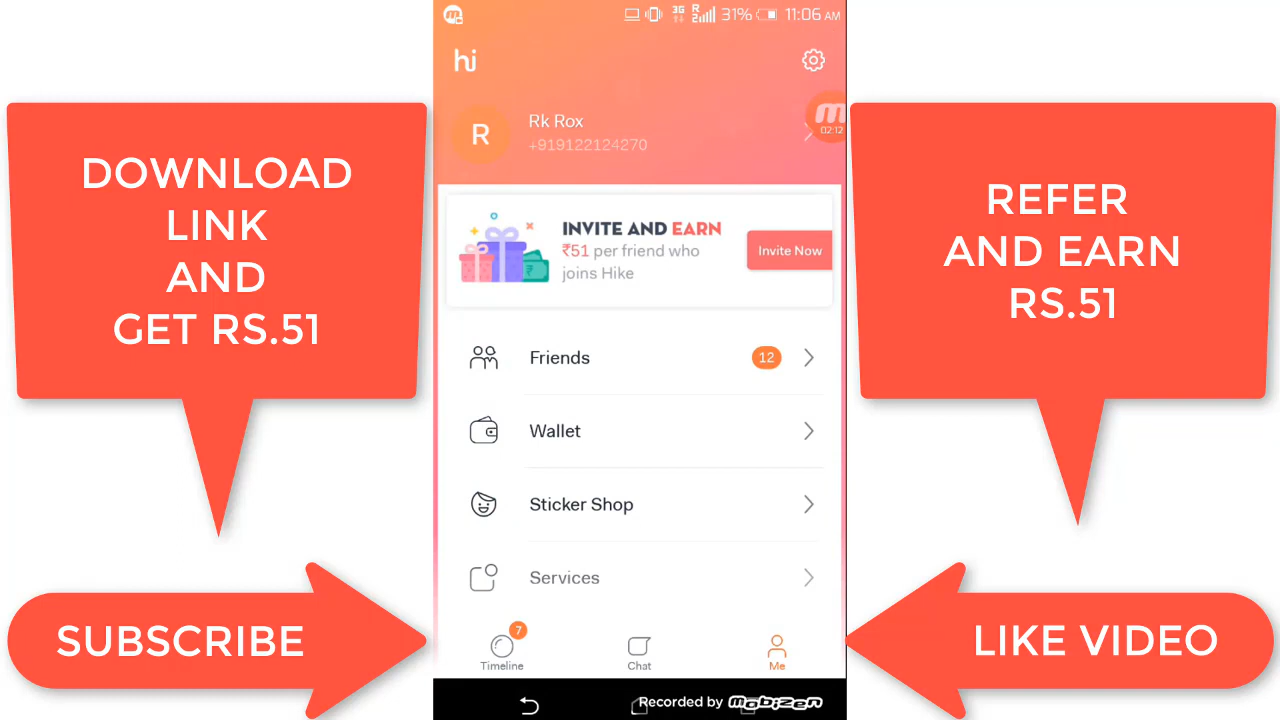 3G
R
2
31%
11:06 AM
hi
Rk Rox
+919122124270
02:12
R
DOWNLOAD
LINK
AND
GET RS.51
INVITE AND EARN
₹51 per friend who
joins Hike
Invite Now
REFER
AND EARN
RS.51
Friends
12
Wallet
Sticker Shop
Services
SUBSCRIBE
7
Timeline
Chat
Me
LIKE VIDEO
Recorded by mobizen